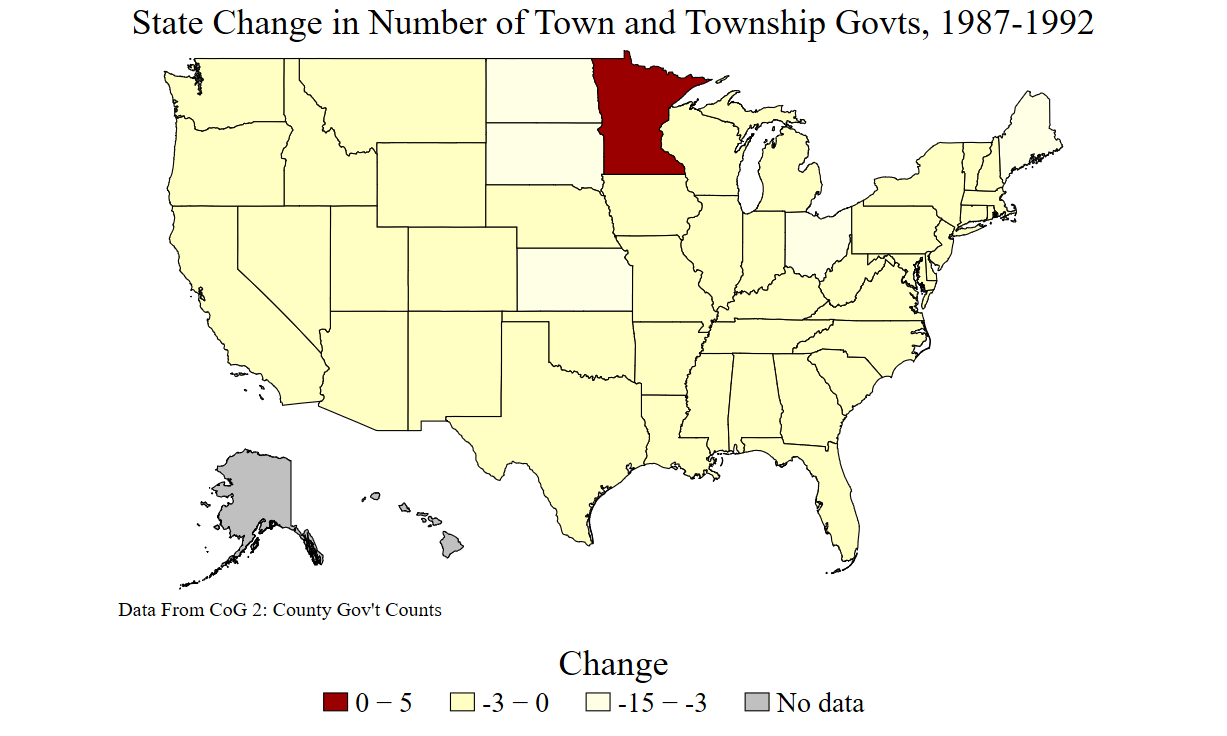 State Change in Number of Town and Township Govts, 1987-1992
Data From CoG 2: County Gov't Counts
Change
0 − 5 -3 − 0 -15 − -3 No data